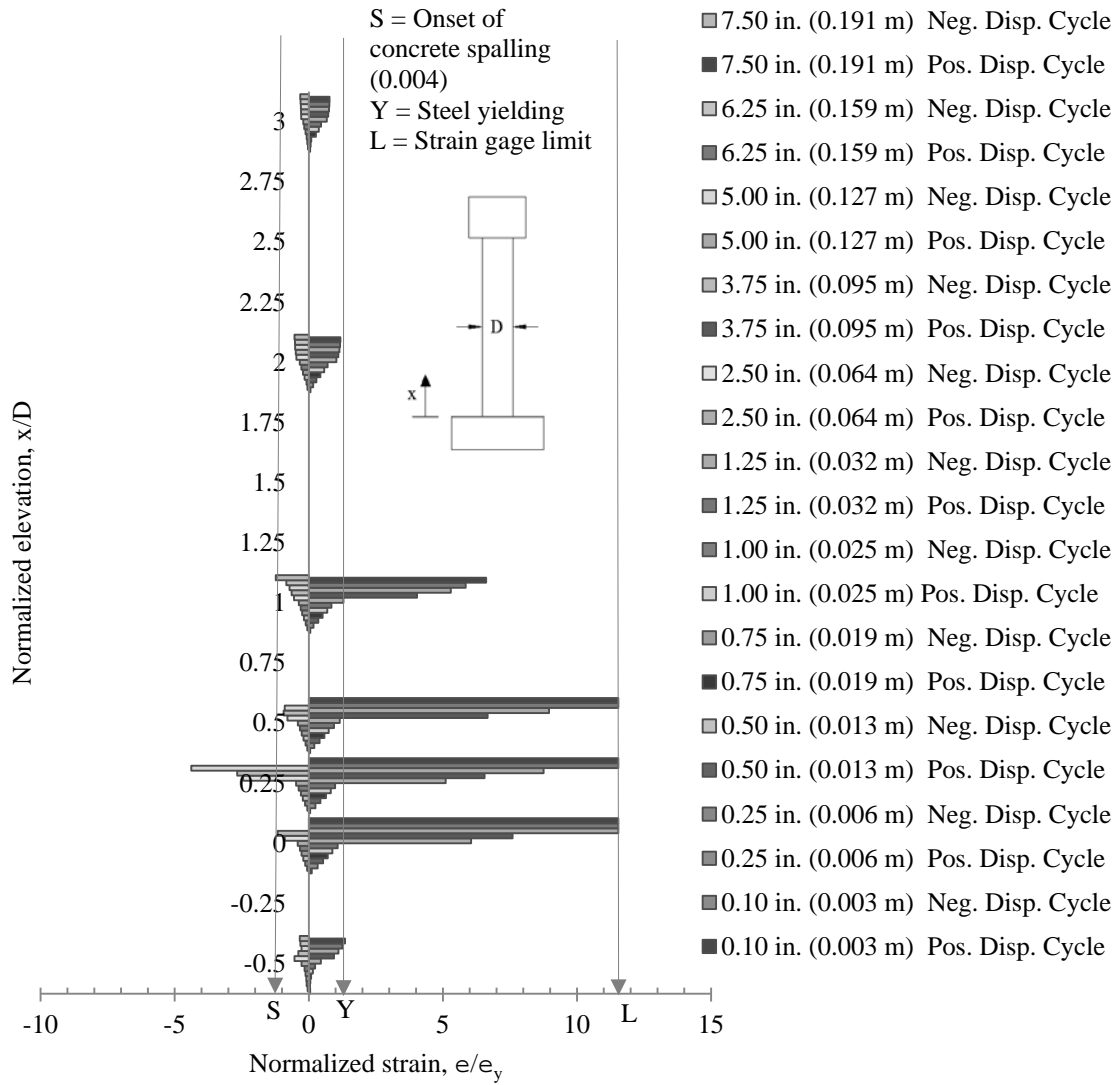 S = Onset of
concrete spalling
(0.004)
Y = Steel yielding
L = Strain gage limit
7.50 in. (0.191 m) Neg. Disp. Cycle
7.50 in. (0.191 m) Pos. Disp. Cycle
6.25 in. (0.159 m) Neg. Disp. Cycle
6.25 in. (0.159 m) Pos. Disp. Cycle
5.00 in. (0.127 m) Neg. Disp. Cycle
5.00 in. (0.127 m) Pos. Disp. Cycle
3.75 in. (0.095 m) Neg. Disp. Cycle
3.75 in. (0.095 m) Pos. Disp. Cycle
2.50 in. (0.064 m) Neg. Disp. Cycle
2.50 in. (0.064 m) Pos. Disp. Cycle
1.25 in. (0.032 m) Neg. Disp. Cycle
1.25 in. (0.032 m) Pos. Disp. Cycle
1.00 in. (0.025 m) Neg. Disp. Cycle
1.00 in. (0.025 m) Pos. Disp. Cycle
0.75 in. (0.019 m) Neg. Disp. Cycle
0.75 in. (0.019 m) Pos. Disp. Cycle
0.50 in. (0.013 m) Neg. Disp. Cycle
0.50 in. (0.013 m) Pos. Disp. Cycle
0.25 in. (0.006 m) Neg. Disp. Cycle
0.25 in. (0.006 m) Pos. Disp. Cycle
0.10 in. (0.003 m) Neg. Disp. Cycle
0.10 in. (0.003 m) Pos. Disp. Cycle
Normalized elevation, x/D
3
2.75
2.5
2.25
2
1.75
1.5
1.25
1
0.75
0.5
0.25
0
-0.25
-0.5
D
x
S
Y
L
-10
-5
0
5
10
15
Normalized strain, e/e_y